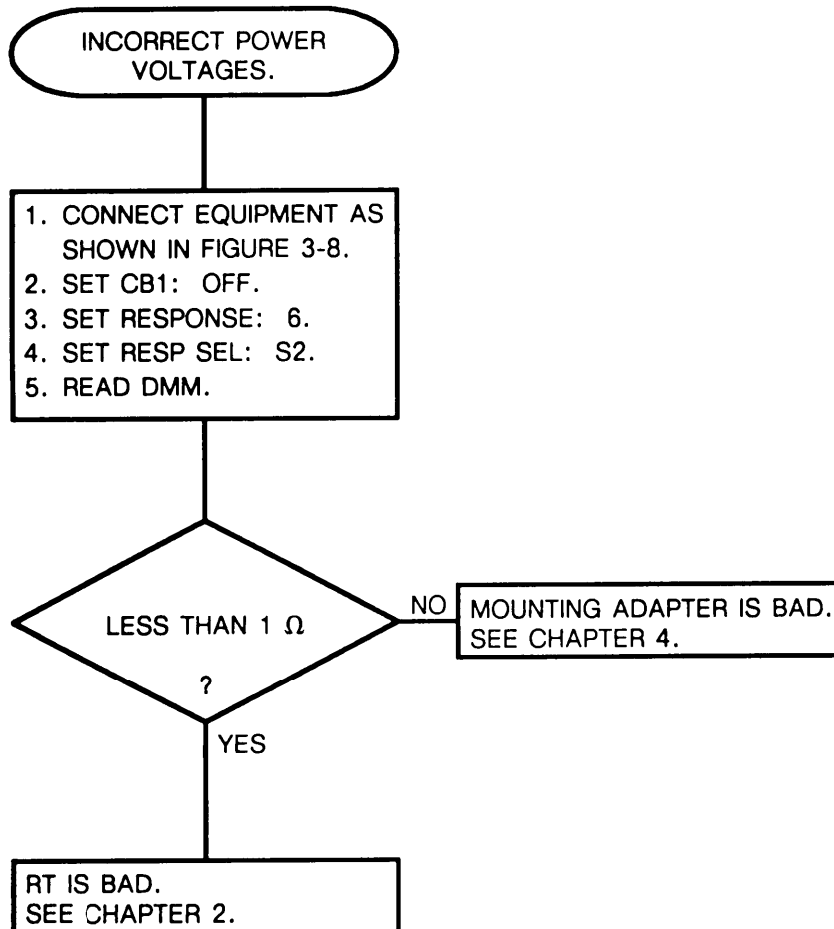 INCORRECT POWER
VOLTAGES.
1. CONNECT EQUIPMENT AS
SHOWN IN FIGURE 3-8.
2. SET CB1: OFF.
3. SET RESPONSE: 6.
4. SET RESP SEL: S2.
5. READ DMM.
LESS THAN 1 Ω
?
NO
MOUNTING ADAPTER IS BAD.
SEE CHAPTER 4.
YES
RT IS BAD.
SEE CHAPTER 2.